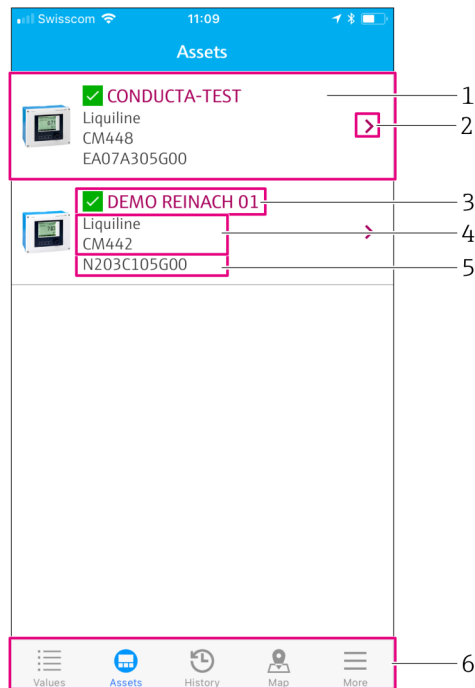 Swisscom 11:09
Assets
CONDUCTA-TEST 1
Liquiline 2
CM448
EA07A305G00
DEMO REINACH 01 3
Liquiline 4
CM442
N203C105G00 5
Values Assets History Map More 6